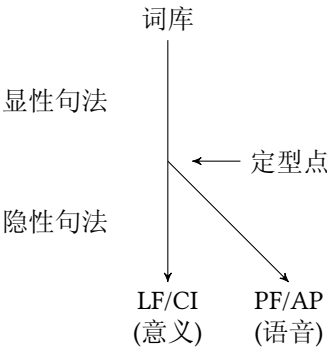 词库
显性句法
定型点
隐性句法
LF/CI
(意义)
PF/AP
(语音)